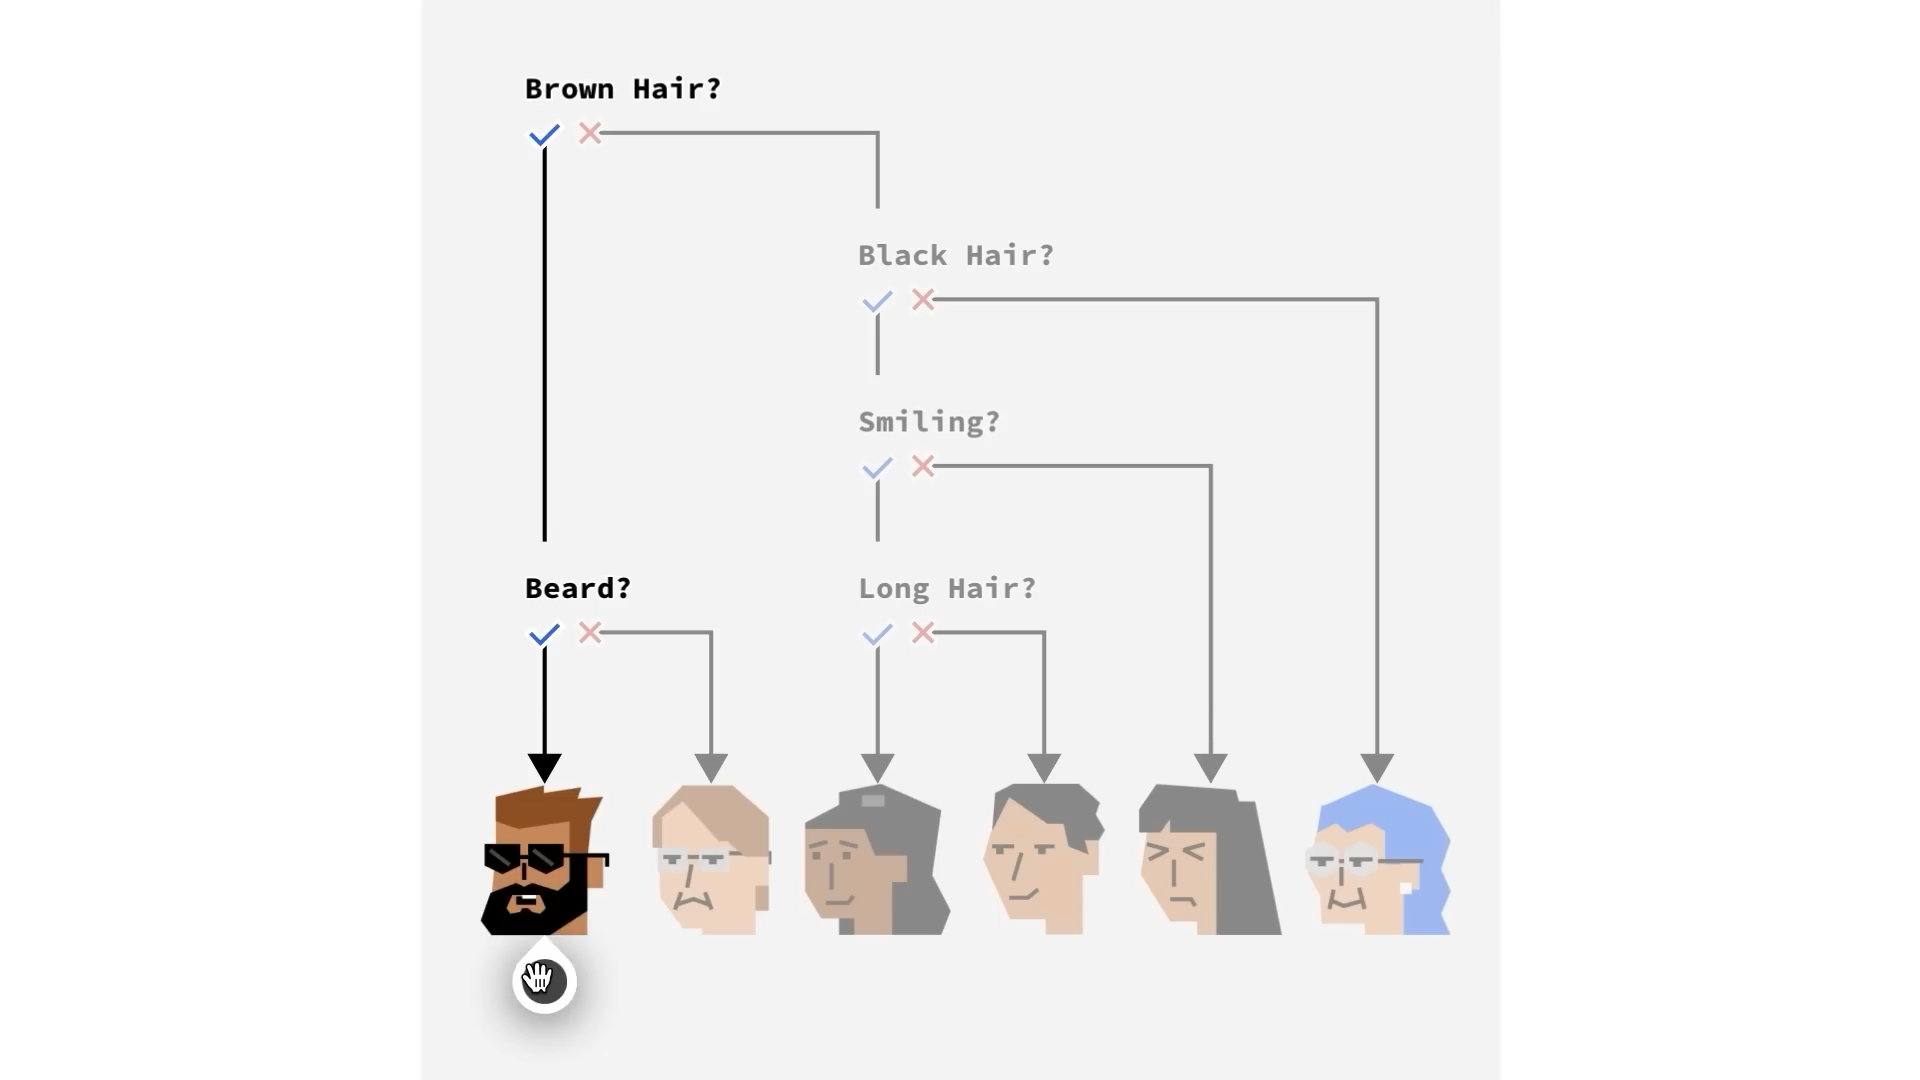 Brown Hair?
Black Hair?
Smiling?
Beard?
Long Hair?